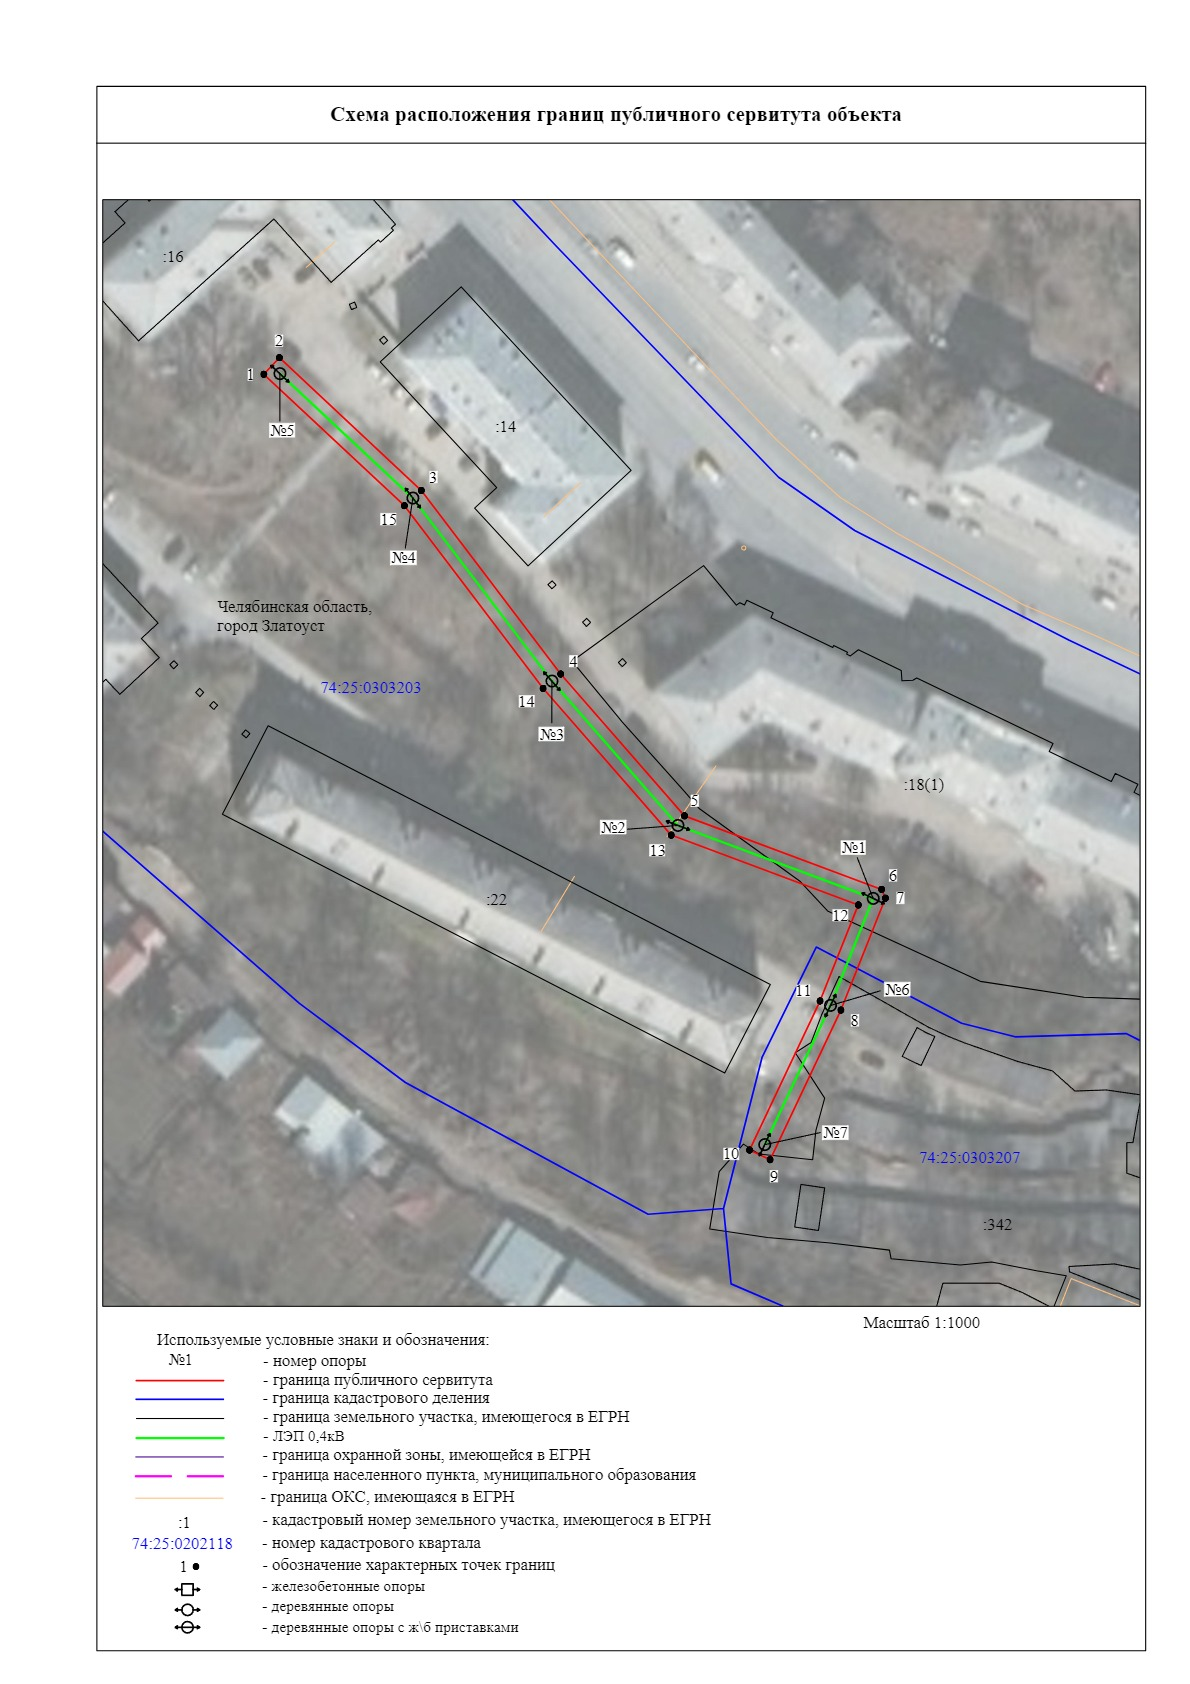 Схема расположения границ публичного сервитута объекта
:16
2
1
№5
:14
3
15
№4
Челябинская область,
город Златоуст
74:25:0303203
4
14
№3
:18(1)
5
№2
13
№1
6
7
12
:22
11
№6
8
№7
10
74:25:0303207
9
:342
Масштаб 1:1000
Используемые условные знаки и обозначения:
№1 - номер опоры
- граница публичного сервитута
- граница кадастрового деления
- граница земельного участка, имеющегося в ЕГРН
- ЛЭП 0,4кВ
- граница охранной зоны, имеющейся в ЕГРН
- граница населенного пункта, муниципального образования
- граница ОКС, имеющаяся в ЕГРН
:1 - кадастровый номер земельного участка, имеющегося в ЕГРН
74:25:0202118 - номер кадастрового квартала
1 - обозначение характерных точек границ
- железобетонные опоры
- деревянные опоры
- деревянные опоры с ж\б приставками